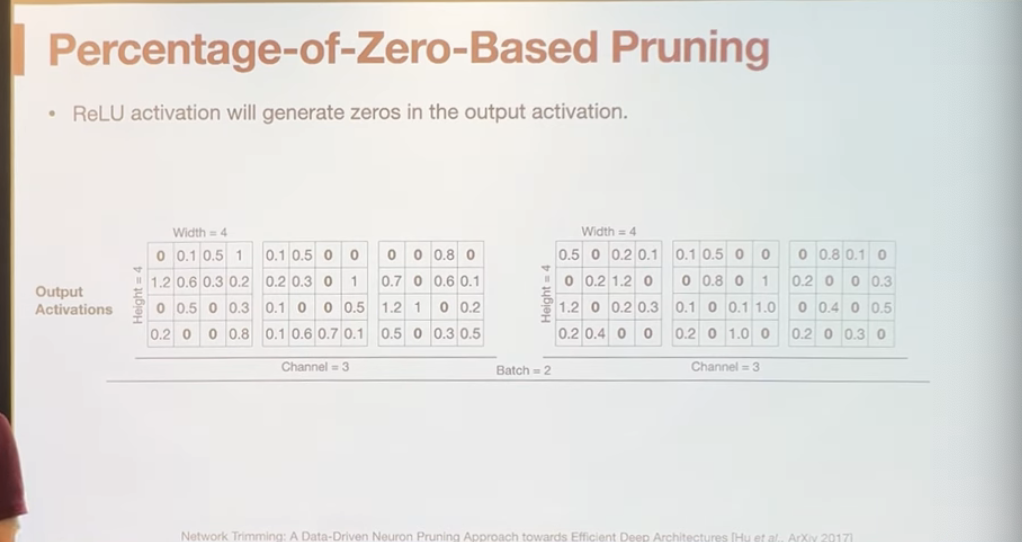 Percentage-of-Zero-Based Pruning
• ReLU activation will generate zeros in the output activation.
Width = 4
Width = 4
Output
Activations
Height = 4
0 0.1 0.5 1
1.2 0.6 0.3 0.2
0 0.5 0 0.3
0.2 0 0 0.8
0.1 0.5 0 0
0.2 0.3 0 1
0.1 0 0 0.5
0.1 0.6 0.7 0.1
0 0 0.8 0
0.7 0 0.6 0.1
1.2 1 0 0.2
0.5 0 0.3 0.5
Height = 4
0.5 0 0.2 0.1
0 0.2 1.2 0
1.2 0 0.2 0.3
0.2 0.4 0 0
0.1 0.5 0 0
0 0.8 0 1
0.1 0 0.1 1.0
0.2 0 1.0 0
0 0.8 0.1 0
0.2 0 0 0.3
0 0.4 0 0.5
0.2 0 0.3 0
Channel = 3
Batch = 2
Channel = 3
Network Trimming: A Data-Driven Neuron Pruning Approach towards Efficient Deep Architectures [Hu et al., ArXiv 2017]